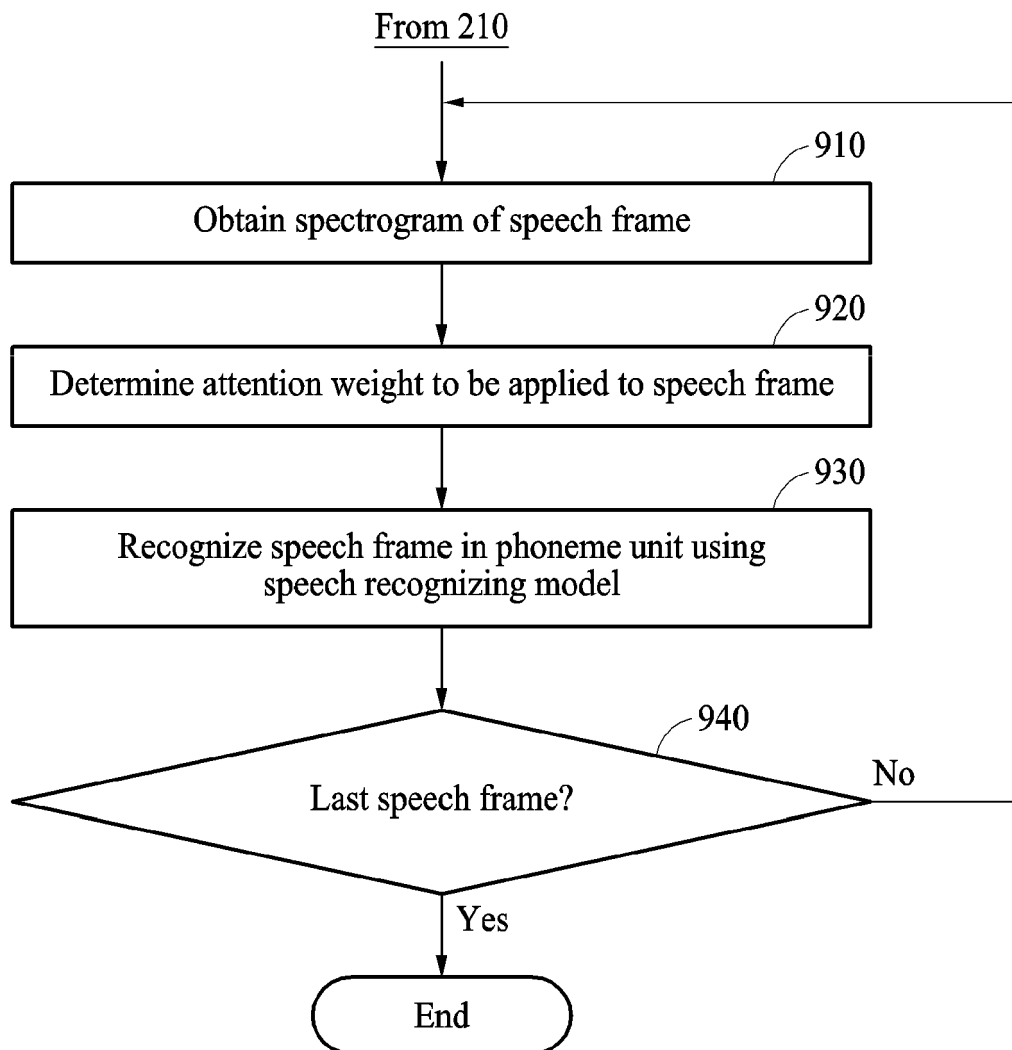 From 210
910
Obtain spectrogram of speech frame
920
Determine attention weight to be applied to speech frame
930
Recognize speech frame in phoneme unit using
speech recognizing model
940
Last speech frame?
No
Yes
End